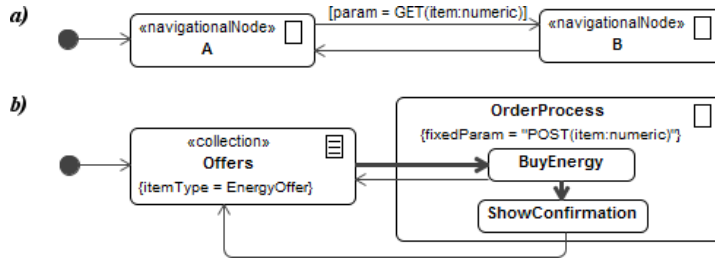 a)
«navigationalNode»
A
[param = GET(item:numeric)]
«navigationalNode»
B
b)
«collection»
Offers
{itemType = EnergyOffer}
OrderProcess
{fixedParam = "POST(item:numeric)"}
BuyEnergy
ShowConfirmation